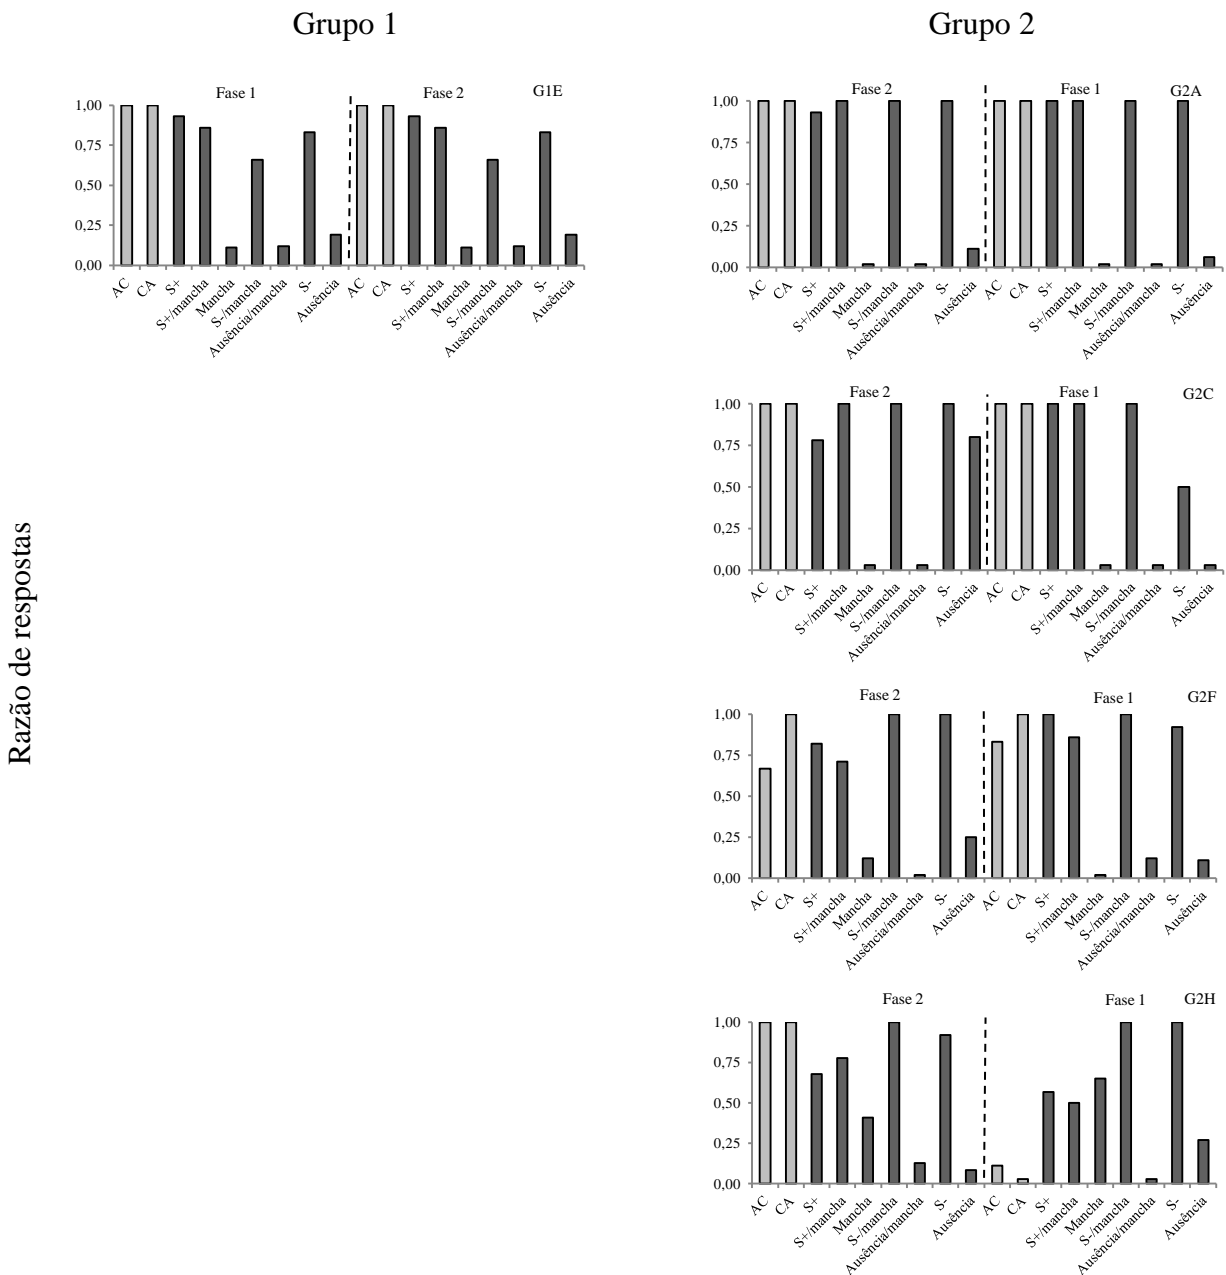 Grupo 1
Grupo 2
Razão de respostas
Fase 1
Fase 2
G1E
1,00
0,75
0,50
0,25
0,00
AC
CA
S+
S+/mancha
Mancha
S-/mancha
Ausência/mancha
S-
Ausência
AC
CA
S+
S+/mancha
Mancha
S-/mancha
Ausência/mancha
S-
Ausência
Fase 2
Fase 1
G2A
1,00
0,75
0,50
0,25
0,00
AC
CA
S+
S+/mancha
Mancha
S-/mancha
Ausência/mancha
S-
Ausência
AC
CA
S+
S+/mancha
Mancha
S-/mancha
Ausência/mancha
S-
Ausência
Fase 2
Fase 1
G2C
1,00
0,75
0,50
0,25
0,00
AC
CA
S+
S+/mancha
Mancha
S-/mancha
Ausência/mancha
S-
Ausência
AC
CA
S+
S+/mancha
Mancha
S-/mancha
Ausência/mancha
S-
Ausência
Fase 2
Fase 1
G2F
1,00
0,75
0,50
0,25
0,00
AC
CA
S+
S+/mancha
Mancha
S-/mancha
Ausência/mancha
S-
Ausência
AC
CA
S+
S+/mancha
Mancha
S-/mancha
Ausência/mancha
S-
Ausência
Fase 2
Fase 1
G2H
1,00
0,75
0,50
0,25
0,00
AC
CA
S+
S+/mancha
Mancha
S-/mancha
Ausência/mancha
S-
Ausência
AC
CA
S+
S+/mancha
Mancha
S-/mancha
Ausência/mancha
S-
Ausência